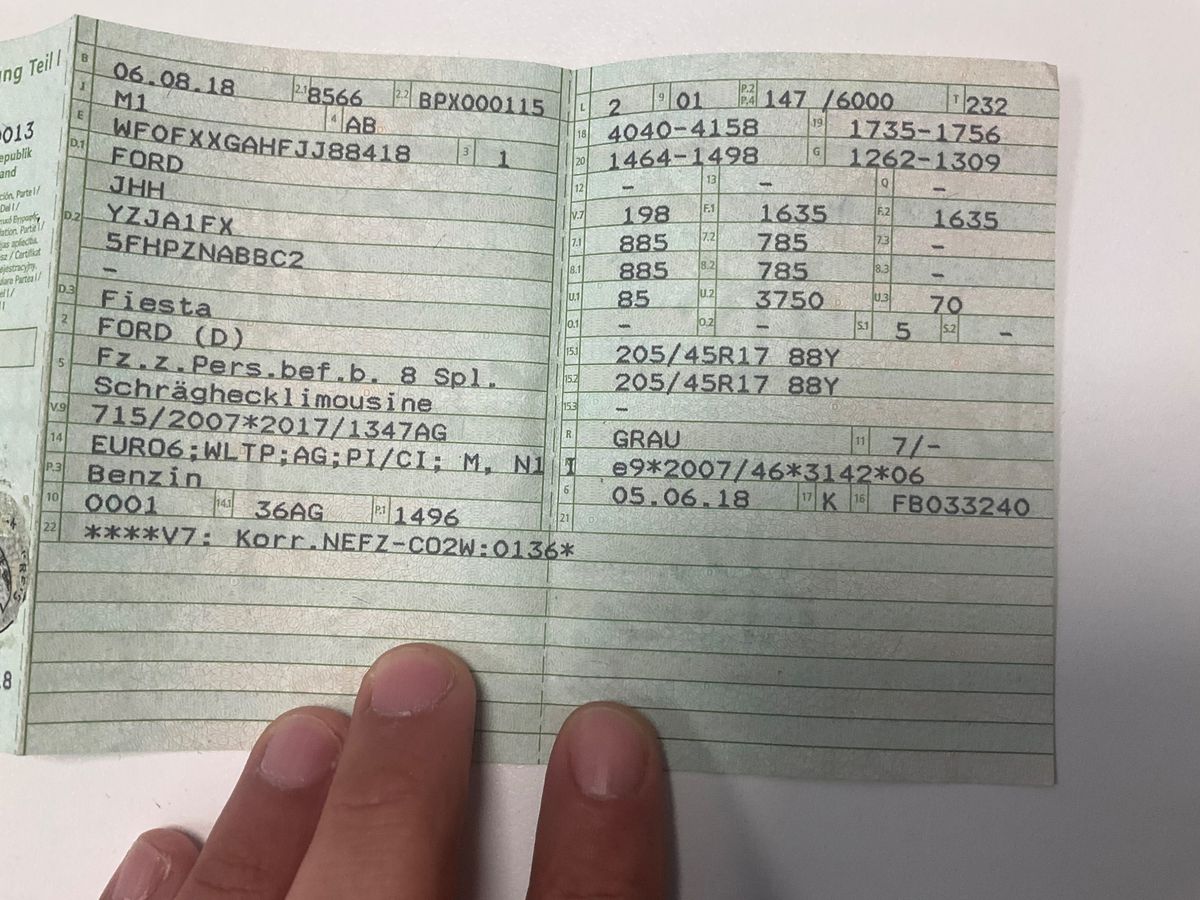 ng Teil I
0013
epublik
and
B 06.08.18 2.1 8566 2.2 BPX000115
J M1 4 AB
E WF0FXXGAHFJJ88418 3 1
D.1 FORD
JHH
D.2 YZJA1FX
5FHPZNABBC2
-
D.3 Fiesta
2 FORD (D)
5 Fz.z.Pers.bef.b. 8 Spl.
Schräghecklimousine
V.9 715/2007*2017/1347AG
14 EURO6;WLTP;AG;PI/CI; M, N1 I
P.3 Benzin
10 0001 14.1 36AG P.1 1496
22 ****V7: Korr.NEFZ-CO2W:0136*
L 2 9 01 P.2 P.4 147 /6000 T 232
18 4040-4158 19 1735-1756
20 1464-1498 G 1262-1309
12 - 13 - Q -
V.7 198 F.1 1635 F.2 1635
7.1 885 7.2 785 7.3 -
8.1 885 8.2 785 8.3 -
U.1 85 U.2 3750 U.3 70
O.1 - O.2 - S.1 5 S.2 -
15.1 205/45R17 88Y
15.2 205/45R17 88Y
15.3 -
R GRAU 11 7/-
e9*2007/46*3142*06
6 05.06.18 17 K 16 FB033240
21
8